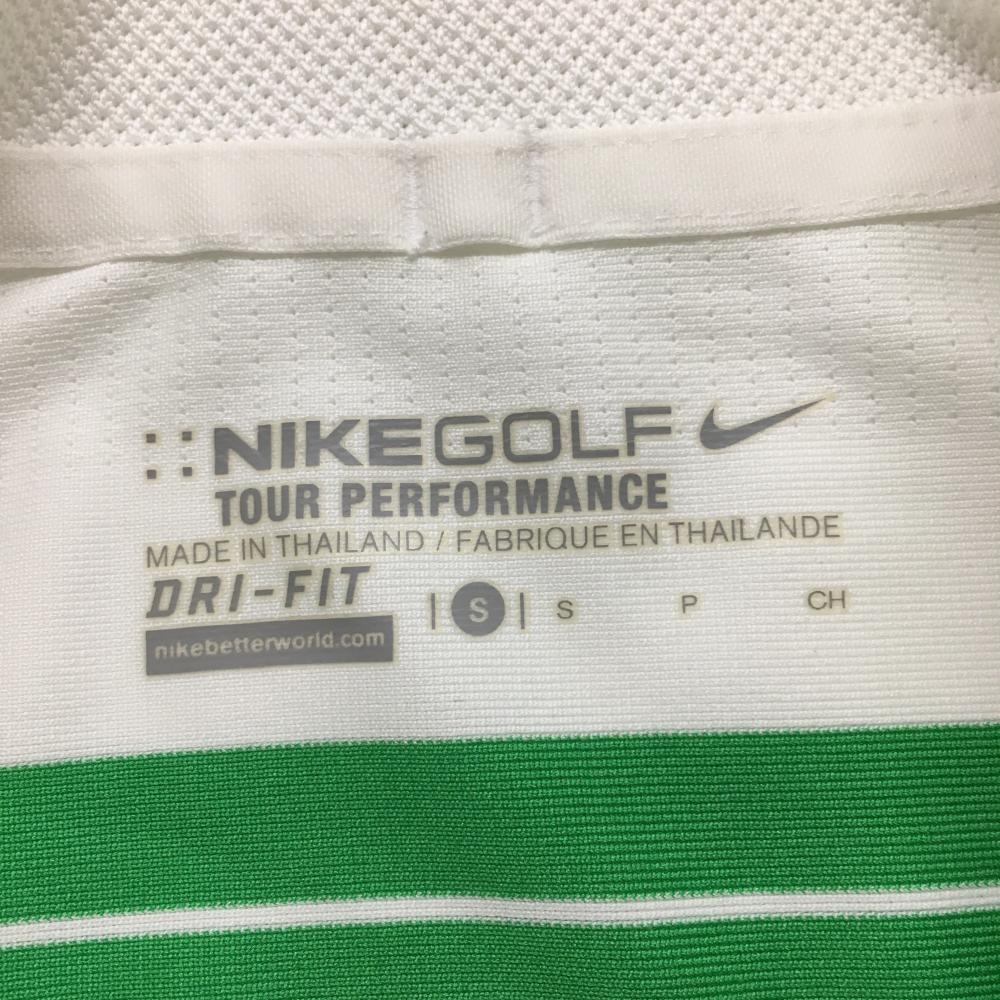 NIKEGOLF
TOUR PERFORMANCE
MADE IN THAILAND / FABRIQUE EN THAILANDE
DRI-FIT
|S| S P CH
nikebetterworld.com